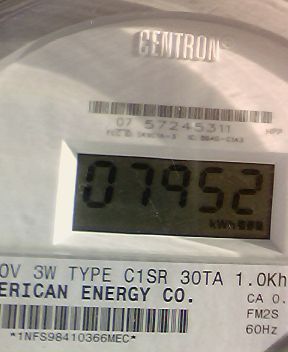 CENTRON
07 57245311
HPP
07952
kWh
0V 3W TYPE C1SR 30TA 1.0Kh
ERICAN ENERGY CO.
CA 0.
FM2S
60Hz
*1NFS98410366MEC*